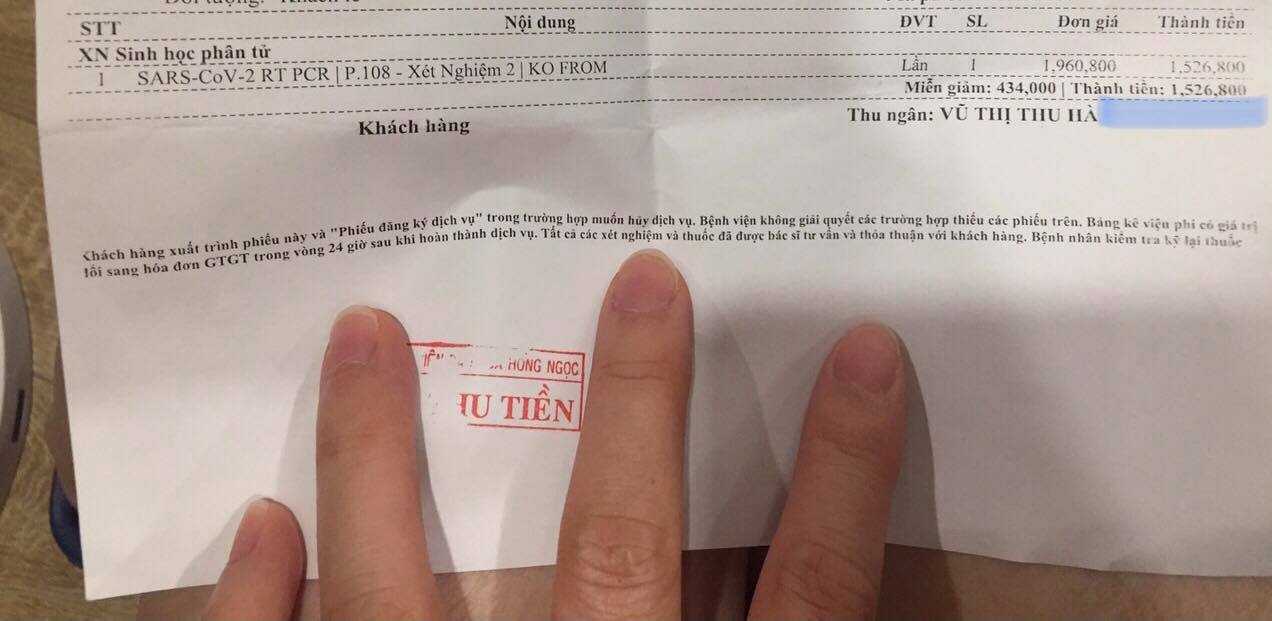 Đối tượng: Khách lẻ
STT Nội dung ĐVT SL Đơn giá Thành tiền
XN Sinh học phân tử
1 SARS-CoV-2 RT PCR | P.108 - Xét Nghiệm 2 | KO FROM Lần 1 1,960,800 1,526,800
Miễn giảm: 434,000 | Thành tiền: 1,526,800
Khách hàng Thu ngân: VŨ THỊ THU HÀ
Khách hàng xuất trình phiếu này và "Phiếu đăng ký dịch vụ" trong trường hợp muốn hủy dịch vụ. Bệnh viện không giải quyết các trường hợp thiếu các phiếu trên. Bảng kê viện phí có giá trị
đổi sang hóa đơn GTGT trong vòng 24 giờ sau khi hoàn thành dịch vụ. Tất cả các xét nghiệm và thuốc đã được bác sĩ tư vấn và thỏa thuận với khách hàng. Bệnh nhân kiểm tra kỹ lại thuốc
HỒNG NGỌC
HU TIỀN